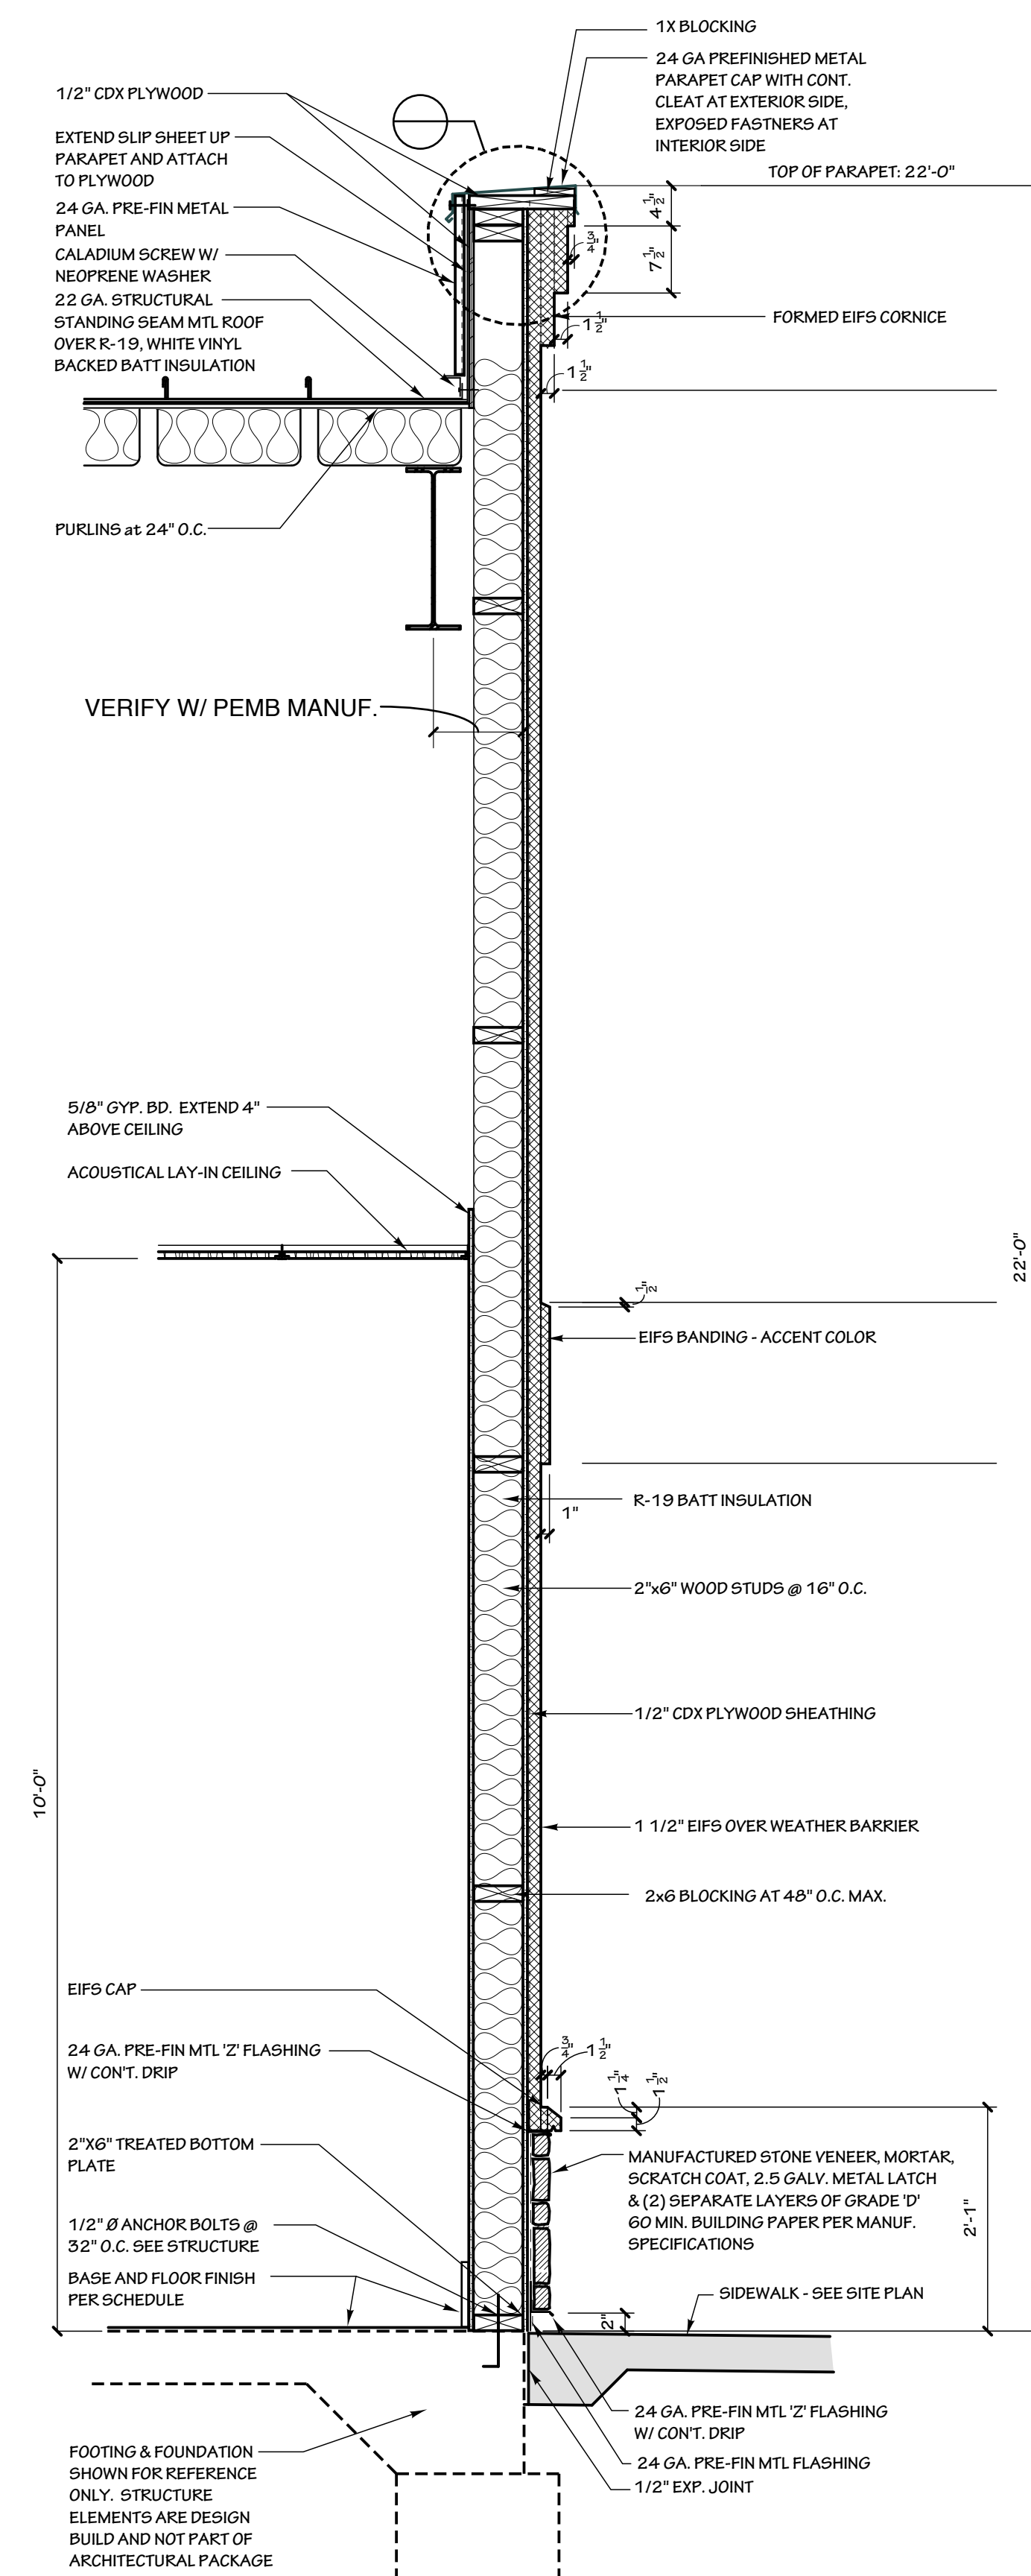 1X BLOCKING
24 GA PREFINISHED METAL
PARAPET CAP WITH CONT.
CLEAT AT EXTERIOR SIDE,
EXPOSED FASTNERS AT
INTERIOR SIDE
TOP OF PARAPET: 22'-0"
1/2" CDX PLYWOOD
EXTEND SLIP SHEET UP
PARAPET AND ATTACH
TO PLYWOOD
24 GA. PRE-FIN METAL
PANEL
CALADIUM SCREW W/
NEOPRENE WASHER
22 GA. STRUCTURAL
STANDING SEAM MTL ROOF
OVER R-19, WHITE VINYL
BACKED BATT INSULATION
4 1/2"
3/4"
7 1/2"
1 1/2"
FORMED EIFS CORNICE
1 1/2"
PURLINS at 24" O.C.
VERIFY W/ PEMB MANUF.
5/8" GYP. BD. EXTEND 4"
ABOVE CEILING
ACOUSTICAL LAY-IN CEILING
22'-0"
1/2"
EIFS BANDING - ACCENT COLOR
R-19 BATT INSULATION
1"
2"x6" WOOD STUDS @ 16" O.C.
1/2" CDX PLYWOOD SHEATHING
10'-0"
1 1/2" EIFS OVER WEATHER BARRIER
2x6 BLOCKING AT 48" O.C. MAX.
EIFS CAP
24 GA. PRE-FIN MTL 'Z' FLASHING
W/ CON'T. DRIP
3/4"
1 1/2"
1 1/4"
1 1/2"
2"X6" TREATED BOTTOM
PLATE
MANUFACTURED STONE VENEER, MORTAR,
SCRATCH COAT, 2.5 GALV. METAL LATCH
& (2) SEPARATE LAYERS OF GRADE 'D'
60 MIN. BUILDING PAPER PER MANUF.
SPECIFICATIONS
2'-1"
1/2" Ø ANCHOR BOLTS @
32" O.C. SEE STRUCTURE
BASE AND FLOOR FINISH
PER SCHEDULE
SIDEWALK - SEE SITE PLAN
2"
24 GA. PRE-FIN MTL 'Z' FLASHING
W/ CON'T. DRIP
24 GA. PRE-FIN MTL FLASHING
1/2" EXP. JOINT
FOOTING & FOUNDATION
SHOWN FOR REFERENCE
ONLY. STRUCTURE
ELEMENTS ARE DESIGN
BUILD AND NOT PART OF
ARCHITECTURAL PACKAGE